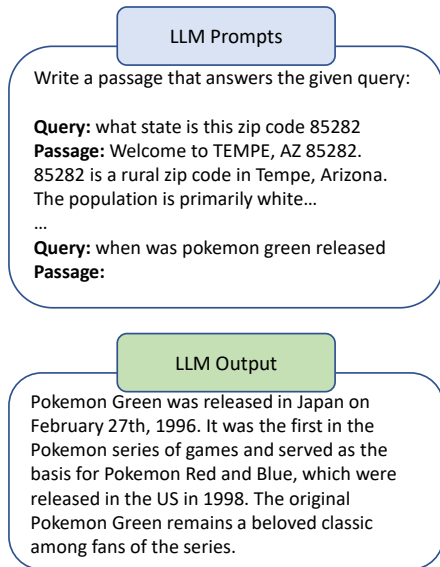 LLM Prompts
Write a passage that answers the given query:
Query: what state is this zip code 85282
Passage: Welcome to TEMPE, AZ 85282.
85282 is a rural zip code in Tempe, Arizona.
The population is primarily white…
…
Query: when was pokemon green released
Passage:
LLM Output
Pokemon Green was released in Japan on
February 27th, 1996. It was the first in the
Pokemon series of games and served as the
basis for Pokemon Red and Blue, which were
released in the US in 1998. The original
Pokemon Green remains a beloved classic
among fans of the series.